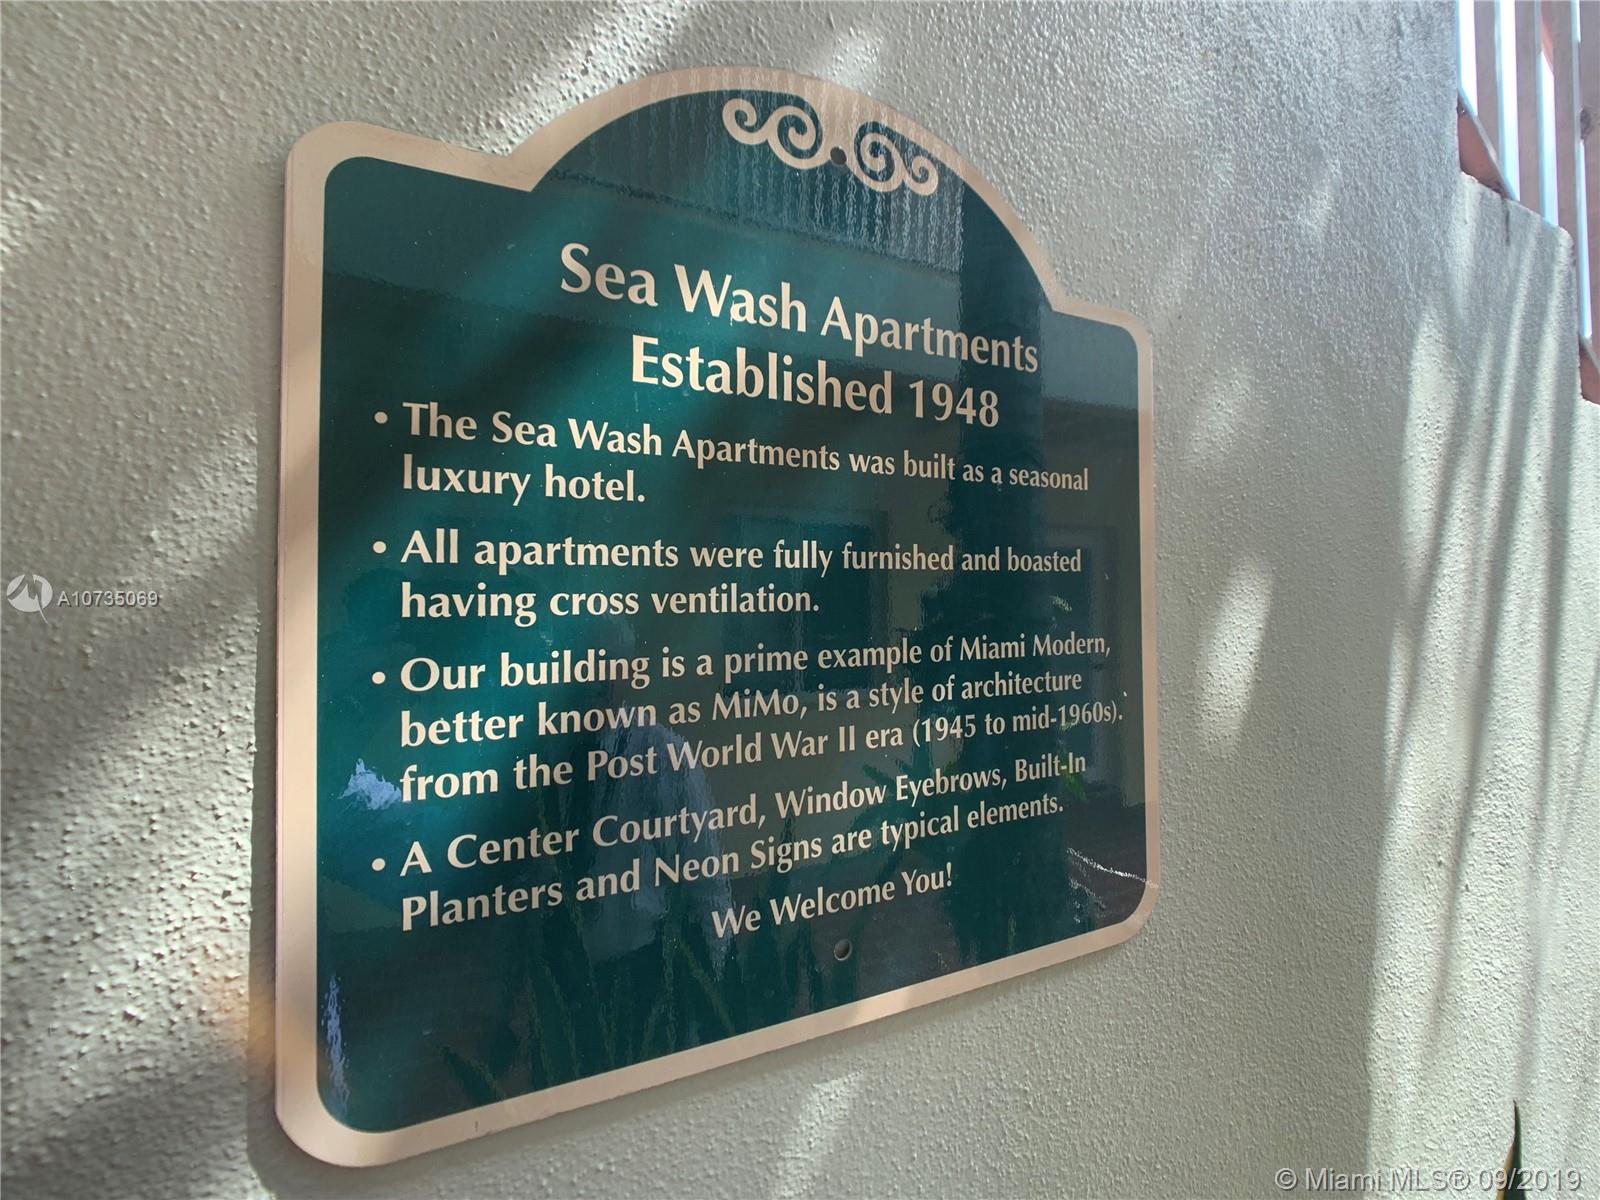 Sea Wash Apartments
Established 1948
• The Sea Wash Apartments was built as a seasonal
luxury hotel.
• All apartments were fully furnished and boasted
having cross ventilation.
• Our building is a prime example of Miami Modern,
better known as MiMo, is a style of architecture
from the Post World War II era (1945 to mid-1960s).
• A Center Courtyard, Window Eyebrows, Built-In
Planters and Neon Signs are typical elements.
We Welcome You!
A10735069
© Miami MLS® 09/2019